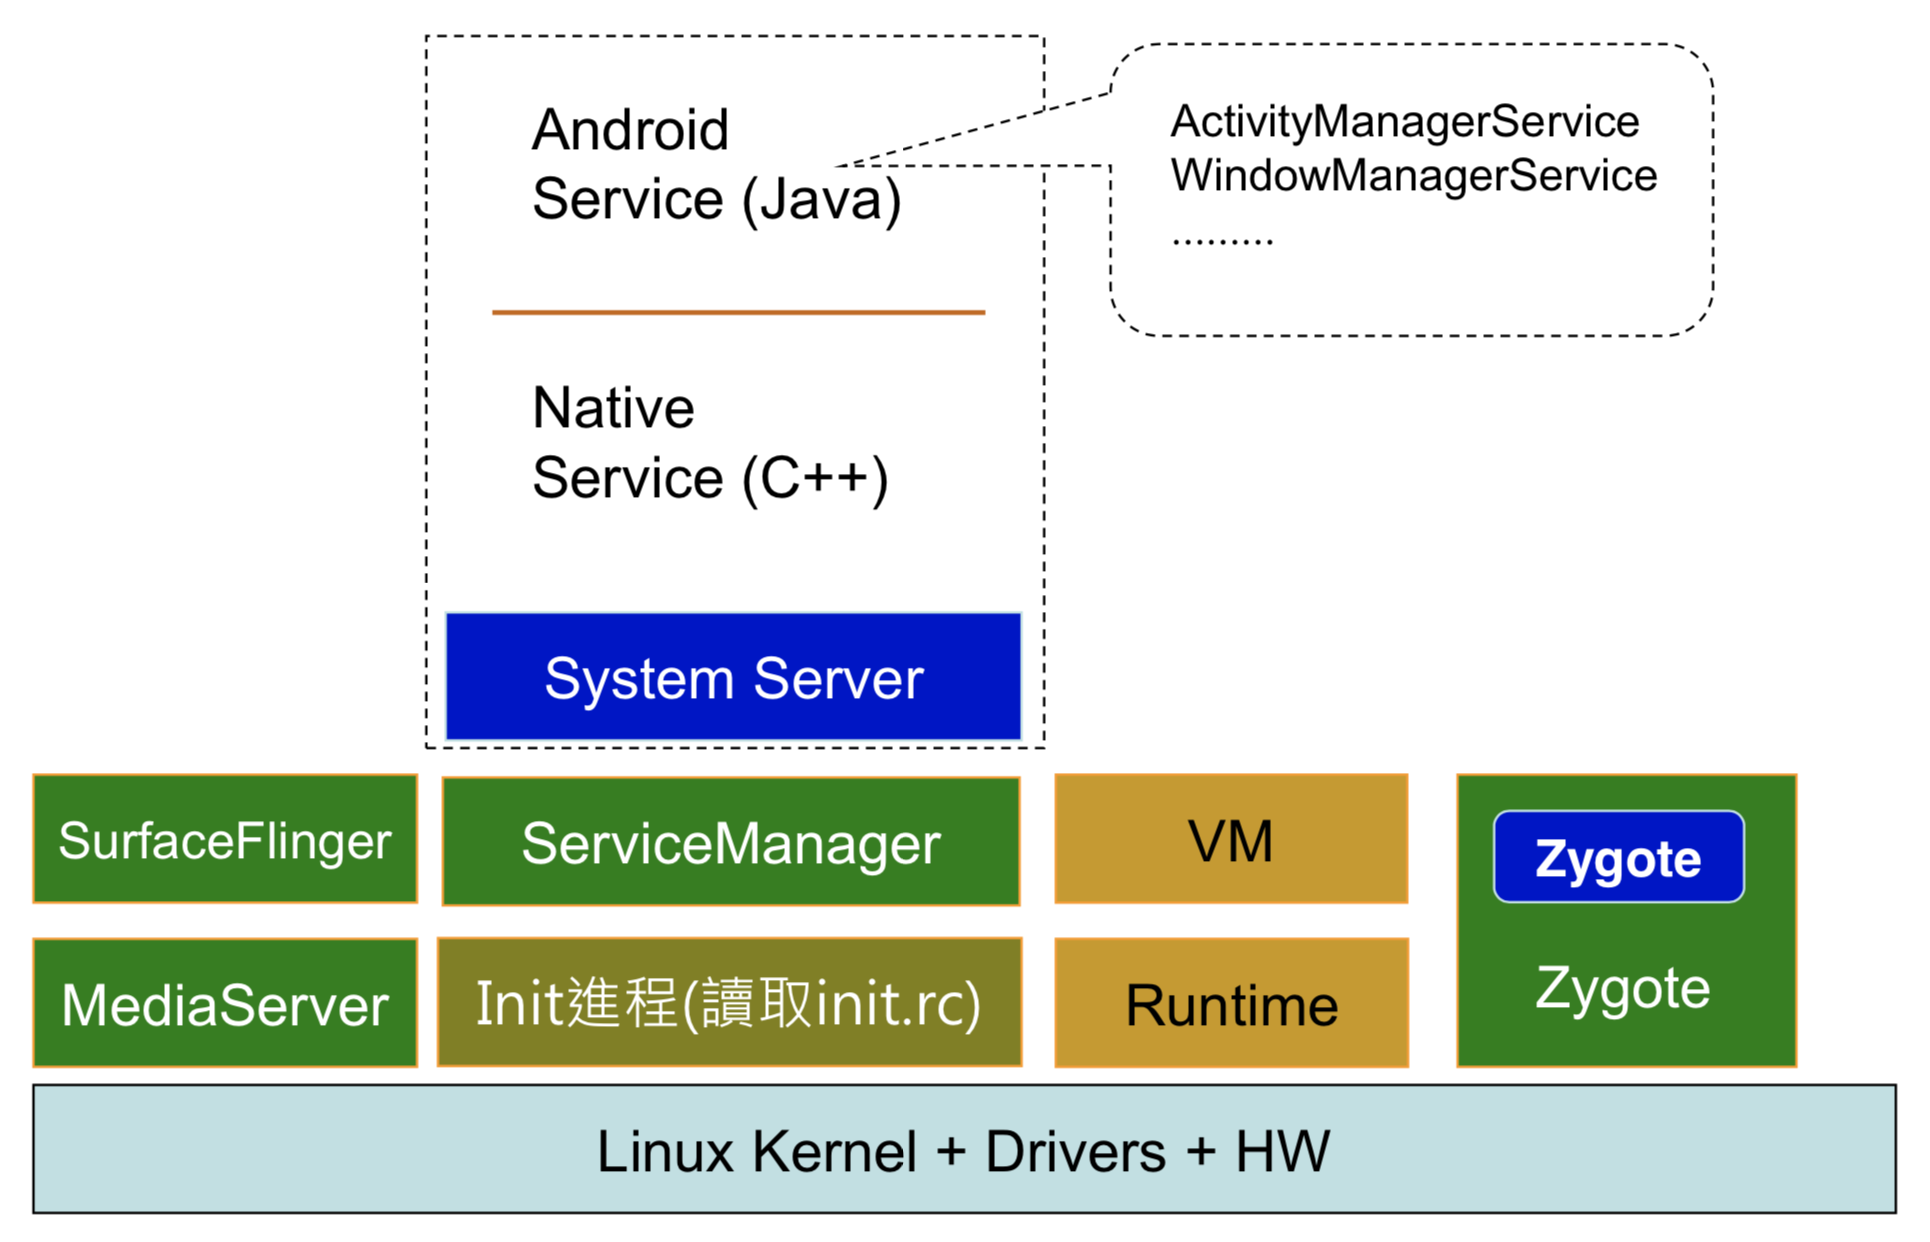 Android
Service (Java)
ActivityManagerService
WindowManagerService
.........
Native
Service (C++)
System Server
SurfaceFlinger
ServiceManager
VM
Zygote
MediaServer
Init進程(讀取init.rc)
Runtime
Zygote
Linux Kernel + Drivers + HW